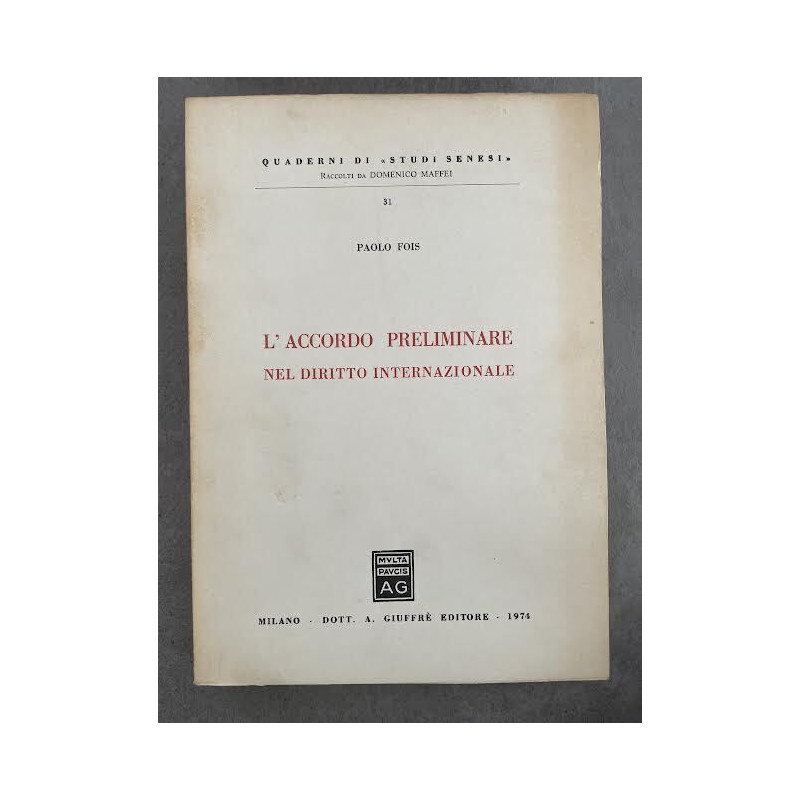 QUADERNI DI «STUDI SENESI»
RACCOLTI DA DOMENICO MAFFEI
31
PAOLO FOIS
L' ACCORDO PRELIMINARE
NEL DIRITTO INTERNAZIONALE
MVLTA
PAVCIS
AG
MILANO - DOTT. A. GIUFFRÈ EDITORE - 1974